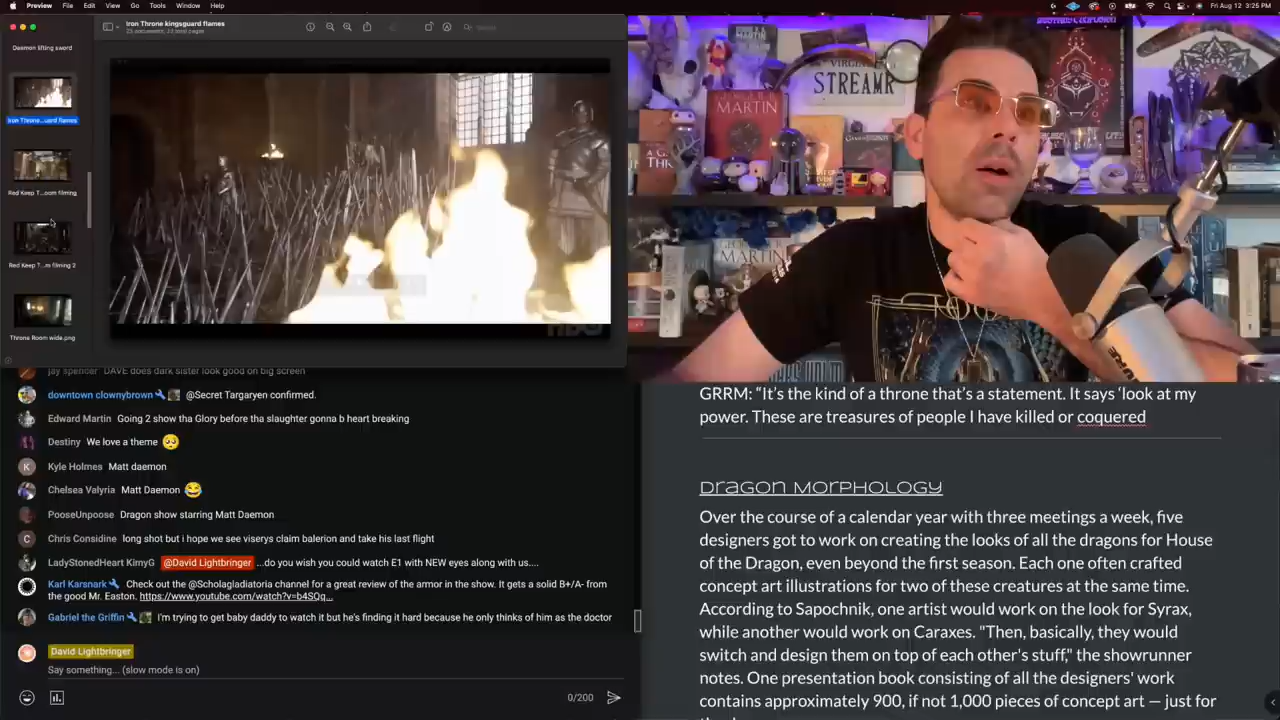 Preview File Edit View Go Tools Window Help
Fri Aug 12 3:25 PM
Iron Throne kingsguard flames
Daemon lifting sword
Iron Throne...uard flames
Red Keep T...oom filming
Red Keep T...m filming 2
Throne Room wide.png
HBO
STREAMR
MARTIN
GEORGE R.R.
MARTIN
jay spencer DAVE does dark sister look good on big screen
downtown clownybrown @Secret Targaryen confirmed.
Edward Martin Going 2 show tha Glory before tha slaughter gonna b heart breaking
Destiny We love a theme
Kyle Holmes Matt daemon
Chelsea Valyria Matt Daemon
PooseUnpoose Dragon show starring Matt Daemon
Chris Considine long shot but i hope we see viserys claim balerion and take his last flight
LadyStonedHeart KimyG @David Lightbringer ...do you wish you could watch E1 with NEW eyes along with us....
Karl Karsnark Check out the @Scholagladiatoria channel for a great review of the armor in the show. It gets a solid B+/A- from
the good Mr. Easton. https://www.youtube.com/watch?v=b4SQq...
Gabriel the Griffin I'm trying to get baby daddy to watch it but he's finding it hard because he only thinks of him as the doctor
David Lightbringer
Say something... (slow mode is on)
0/200
GRRM: “It’s the kind of a throne that’s a statement. It says ‘look at my
power. These are treasures of people I have killed or coquered
Dragon Morphology
Over the course of a calendar year with three meetings a week, five
designers got to work on creating the looks of all the dragons for House
of the Dragon, even beyond the first season. Each one often crafted
concept art illustrations for two of these creatures at the same time.
According to Sapochnik, one artist would work on the look for Syrax,
while another would work on Caraxes. "Then, basically, they would
switch and design them on top of each other's stuff," the showrunner
notes. One presentation book consisting of all the designers' work
contains approximately 900, if not 1,000 pieces of concept art — just for